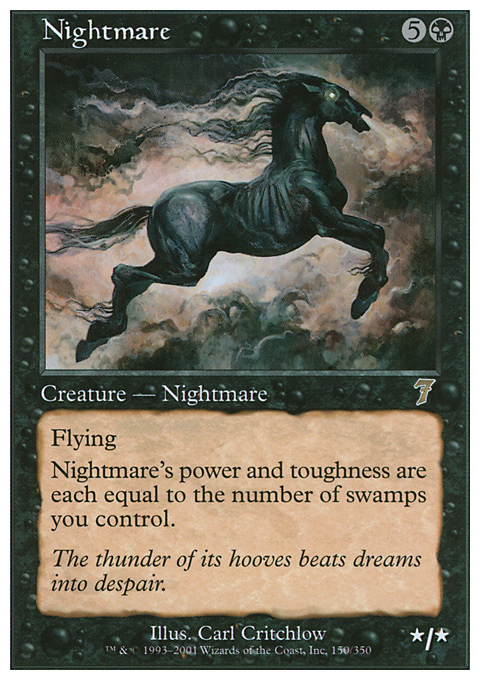 Nightmare 5
Creature — Nightmare 7
Flying
Nightmare's power and toughness are
each equal to the number of swamps
you control.
The thunder of its hooves beats dreams
into despair.
Illus. Carl Critchlow
™ & © 1993–2001 Wizards of the Coast, Inc. 150/350
*/*